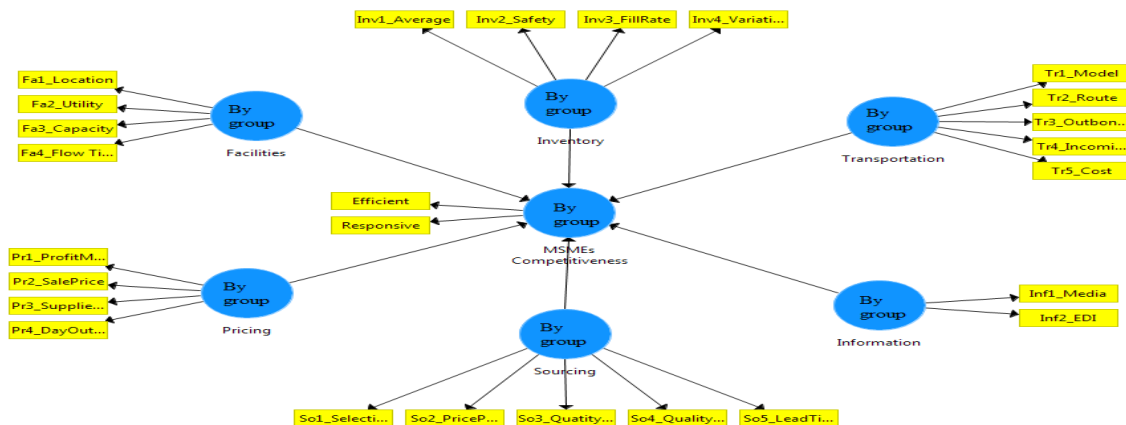 Inv1_Average
Inv2_Safety
Inv3_FillRate
Inv4_Variati...
Fa1_Location
Fa2_Utility
Fa3_Capacity
Fa4_Flow Ti...
By
group
Facilities
By
group
Inventory
By
group
Transportation
Tr1_Model
Tr2_Route
Tr3_Outbon...
Tr4_Incomi...
Tr5_Cost
Efficient
Responsive
By
group
MSMEs
Competitiveness
Pr1_ProfitM...
Pr2_SalePrice
Pr3_Supplie...
Pr4_DayOut...
By
group
Pricing
By
group
Sourcing
By
group
Information
Inf1_Media
Inf2_EDI
So1_Selecti...
So2_PriceP...
So3_Quatity...
So4_Quality...
So5_LeadTi...